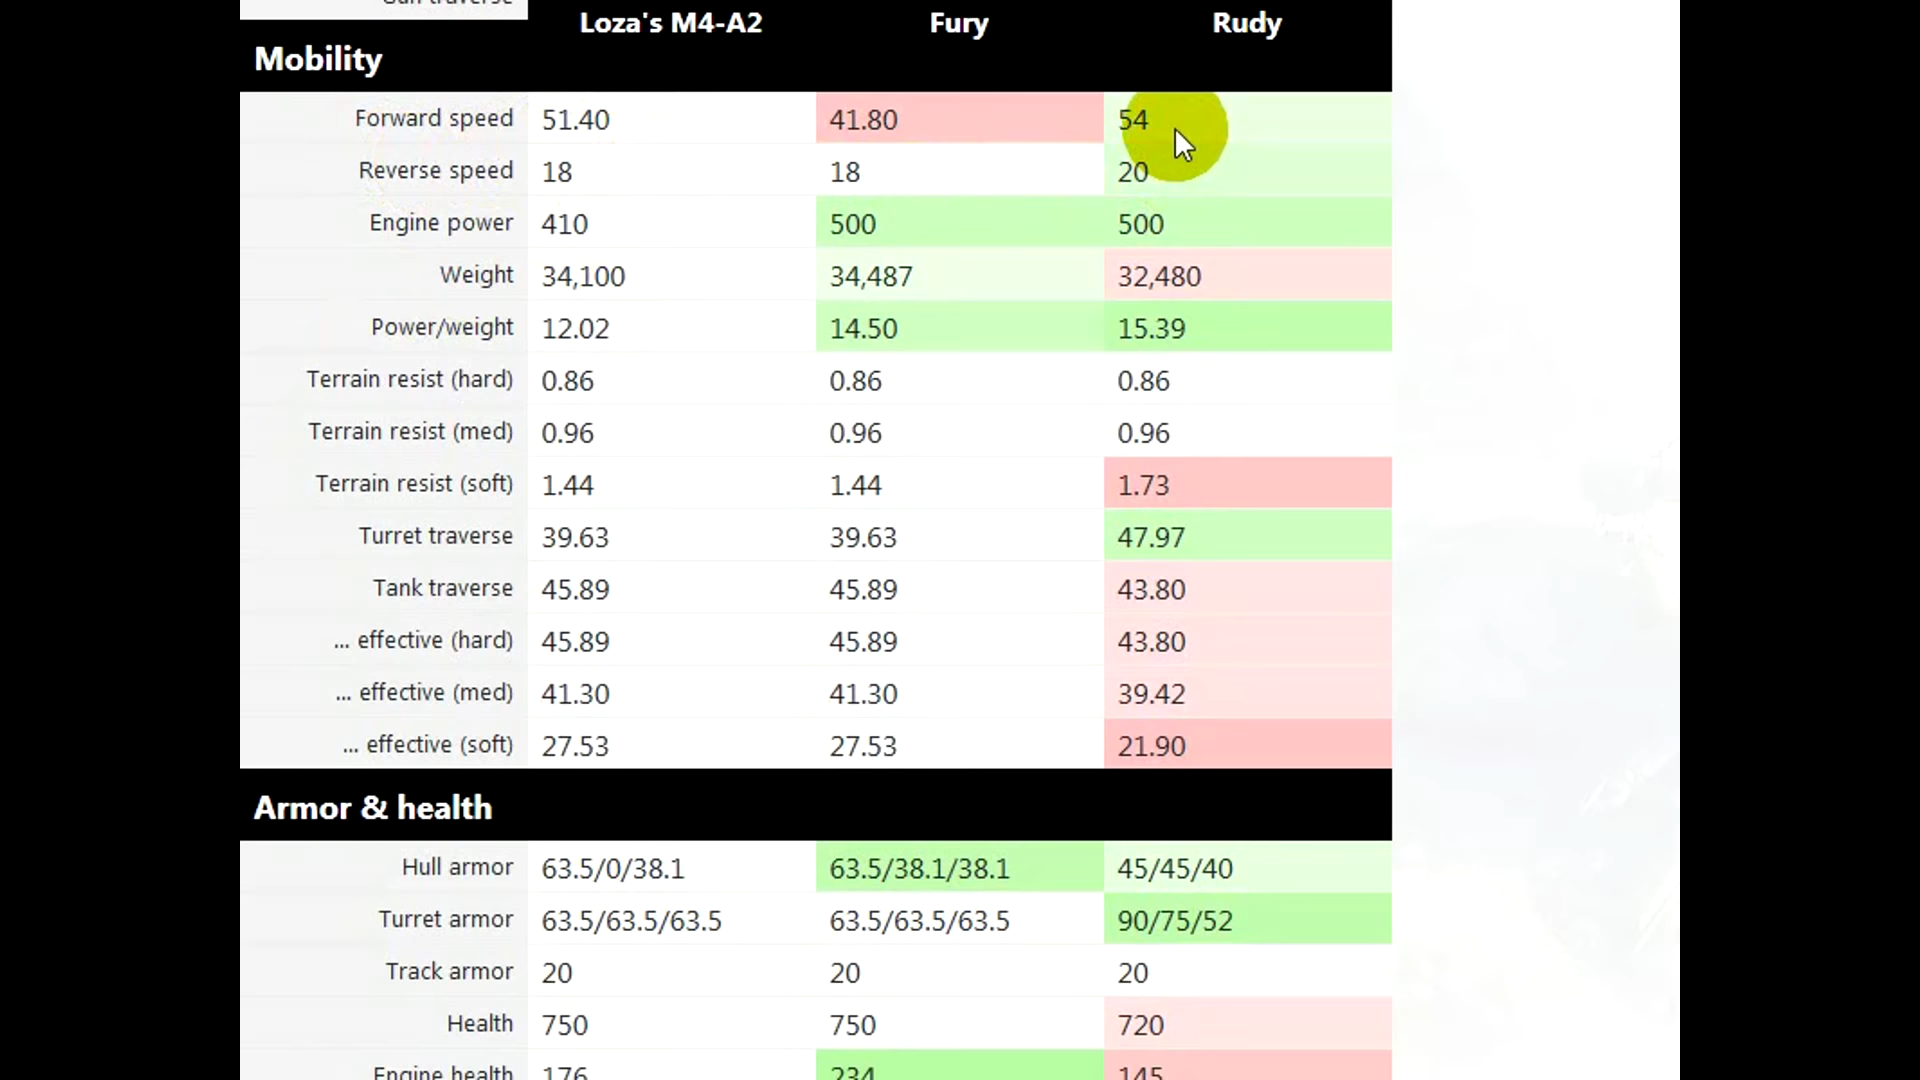 Loza's M4-A2 Fury Rudy
Mobility
Forward speed 51.40 41.80 54
Reverse speed 18 18 20
Engine power 410 500 500
Weight 34,100 34,487 32,480
Power/weight 12.02 14.50 15.39
Terrain resist (hard) 0.86 0.86 0.86
Terrain resist (med) 0.96 0.96 0.96
Terrain resist (soft) 1.44 1.44 1.73
Turret traverse 39.63 39.63 47.97
Tank traverse 45.89 45.89 43.80
... effective (hard) 45.89 45.89 43.80
... effective (med) 41.30 41.30 39.42
... effective (soft) 27.53 27.53 21.90
Armor & health
Hull armor 63.5/0/38.1 63.5/38.1/38.1 45/45/40
Turret armor 63.5/63.5/63.5 63.5/63.5/63.5 90/75/52
Track armor 20 20 20
Health 750 750 720
Engine health 176 234 145